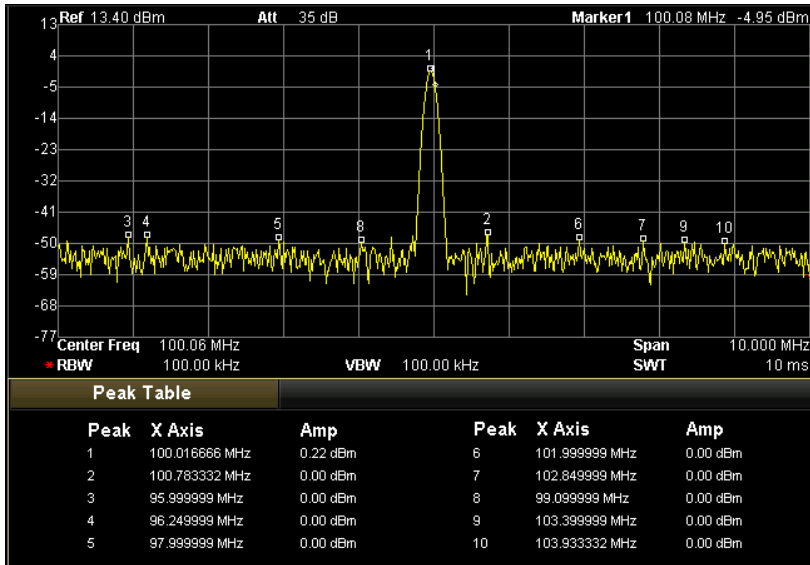 Ref 13.40 dBm Att 35 dB Marker1 100.08 MHz -4.95 dBm
13
4
1
-5
-14
-23
-32
-41
3 4 5 8 2 6 7 9 10
-50
-59
-68
-77
Center Freq 100.06 MHz Span 10.000 MHz
* RBW 100.00 kHz VBW 100.00 kHz SWT 10 ms
Peak Table
Peak X Axis Amp Peak X Axis Amp
1 100.016666 MHz 0.22 dBm 6 101.999999 MHz 0.00 dBm
2 100.783332 MHz 0.00 dBm 7 102.849999 MHz 0.00 dBm
3 95.999999 MHz 0.00 dBm 8 99.099999 MHz 0.00 dBm
4 96.249999 MHz 0.00 dBm 9 103.399999 MHz 0.00 dBm
5 97.999999 MHz 0.00 dBm 10 103.933332 MHz 0.00 dBm